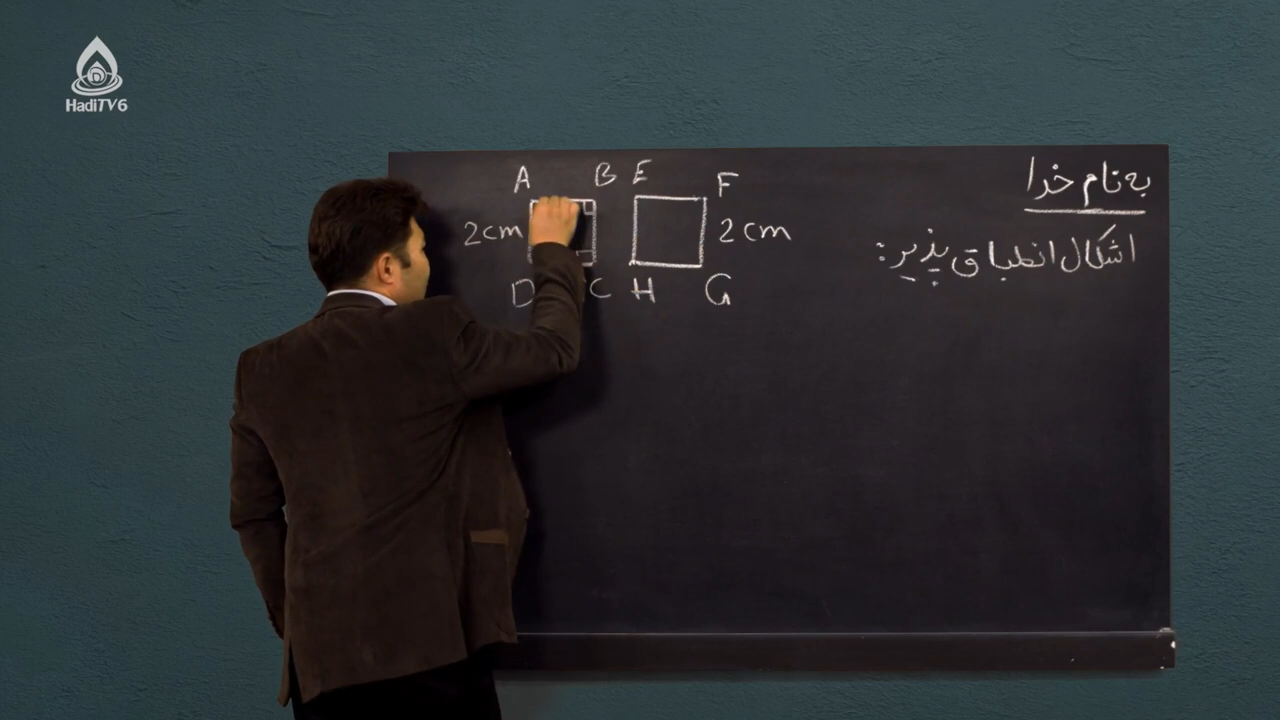 HadiTV6
به نام خدا
اشکال انطباق پذیر:
A B E F
2cm 2cm
D C H G